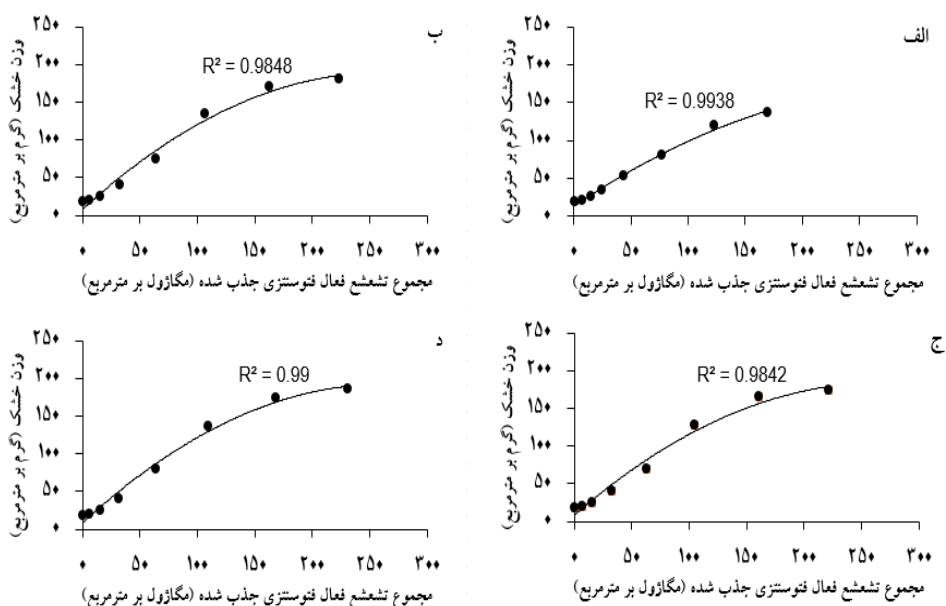 الف
R² = 0.9938
وزن خشک (گرم بر مترمربع)
۲۵۰
۲۰۰
۱۵۰
۱۰۰
۵۰
۰
۰ ۵۰ ۱۰۰ ۱۵۰ ۲۰۰ ۲۵۰ ۳۰۰
مجموع تشعشع فعال فتوسنتزی جذب شده (مگاژول بر مترمربع)
ب
R² = 0.9848
وزن خشک (گرم بر مترمربع)
۲۵۰
۲۰۰
۱۵۰
۱۰۰
۵۰
۰
۰ ۵۰ ۱۰۰ ۱۵۰ ۲۰۰ ۲۵۰ ۳۰۰
مجموع تشعشع فعال فتوسنتزی جذب شده (مگاژول بر مترمربع)
ج
R² = 0.9842
وزن خشک (گرم بر مترمربع)
۲۵۰
۲۰۰
۱۵۰
۱۰۰
۵۰
۰
۰ ۵۰ ۱۰۰ ۱۵۰ ۲۰۰ ۲۵۰ ۳۰۰
مجموع تشعشع فعال فتوسنتزی جذب شده (مگاژول بر مترمربع)
د
R² = 0.99
وزن خشک (گرم بر مترمربع)
۲۵۰
۲۰۰
۱۵۰
۱۰۰
۵۰
۰
۰ ۵۰ ۱۰۰ ۱۵۰ ۲۰۰ ۲۵۰ ۳۰۰
مجموع تشعشع فعال فتوسنتزی جذب شده (مگاژول بر مترمربع)